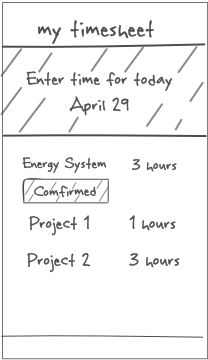 my timesheet
Enter time for today
April 29
Energy System 3 hours
Comfirmed
Project 1 1 hours
Project 2 3 hours